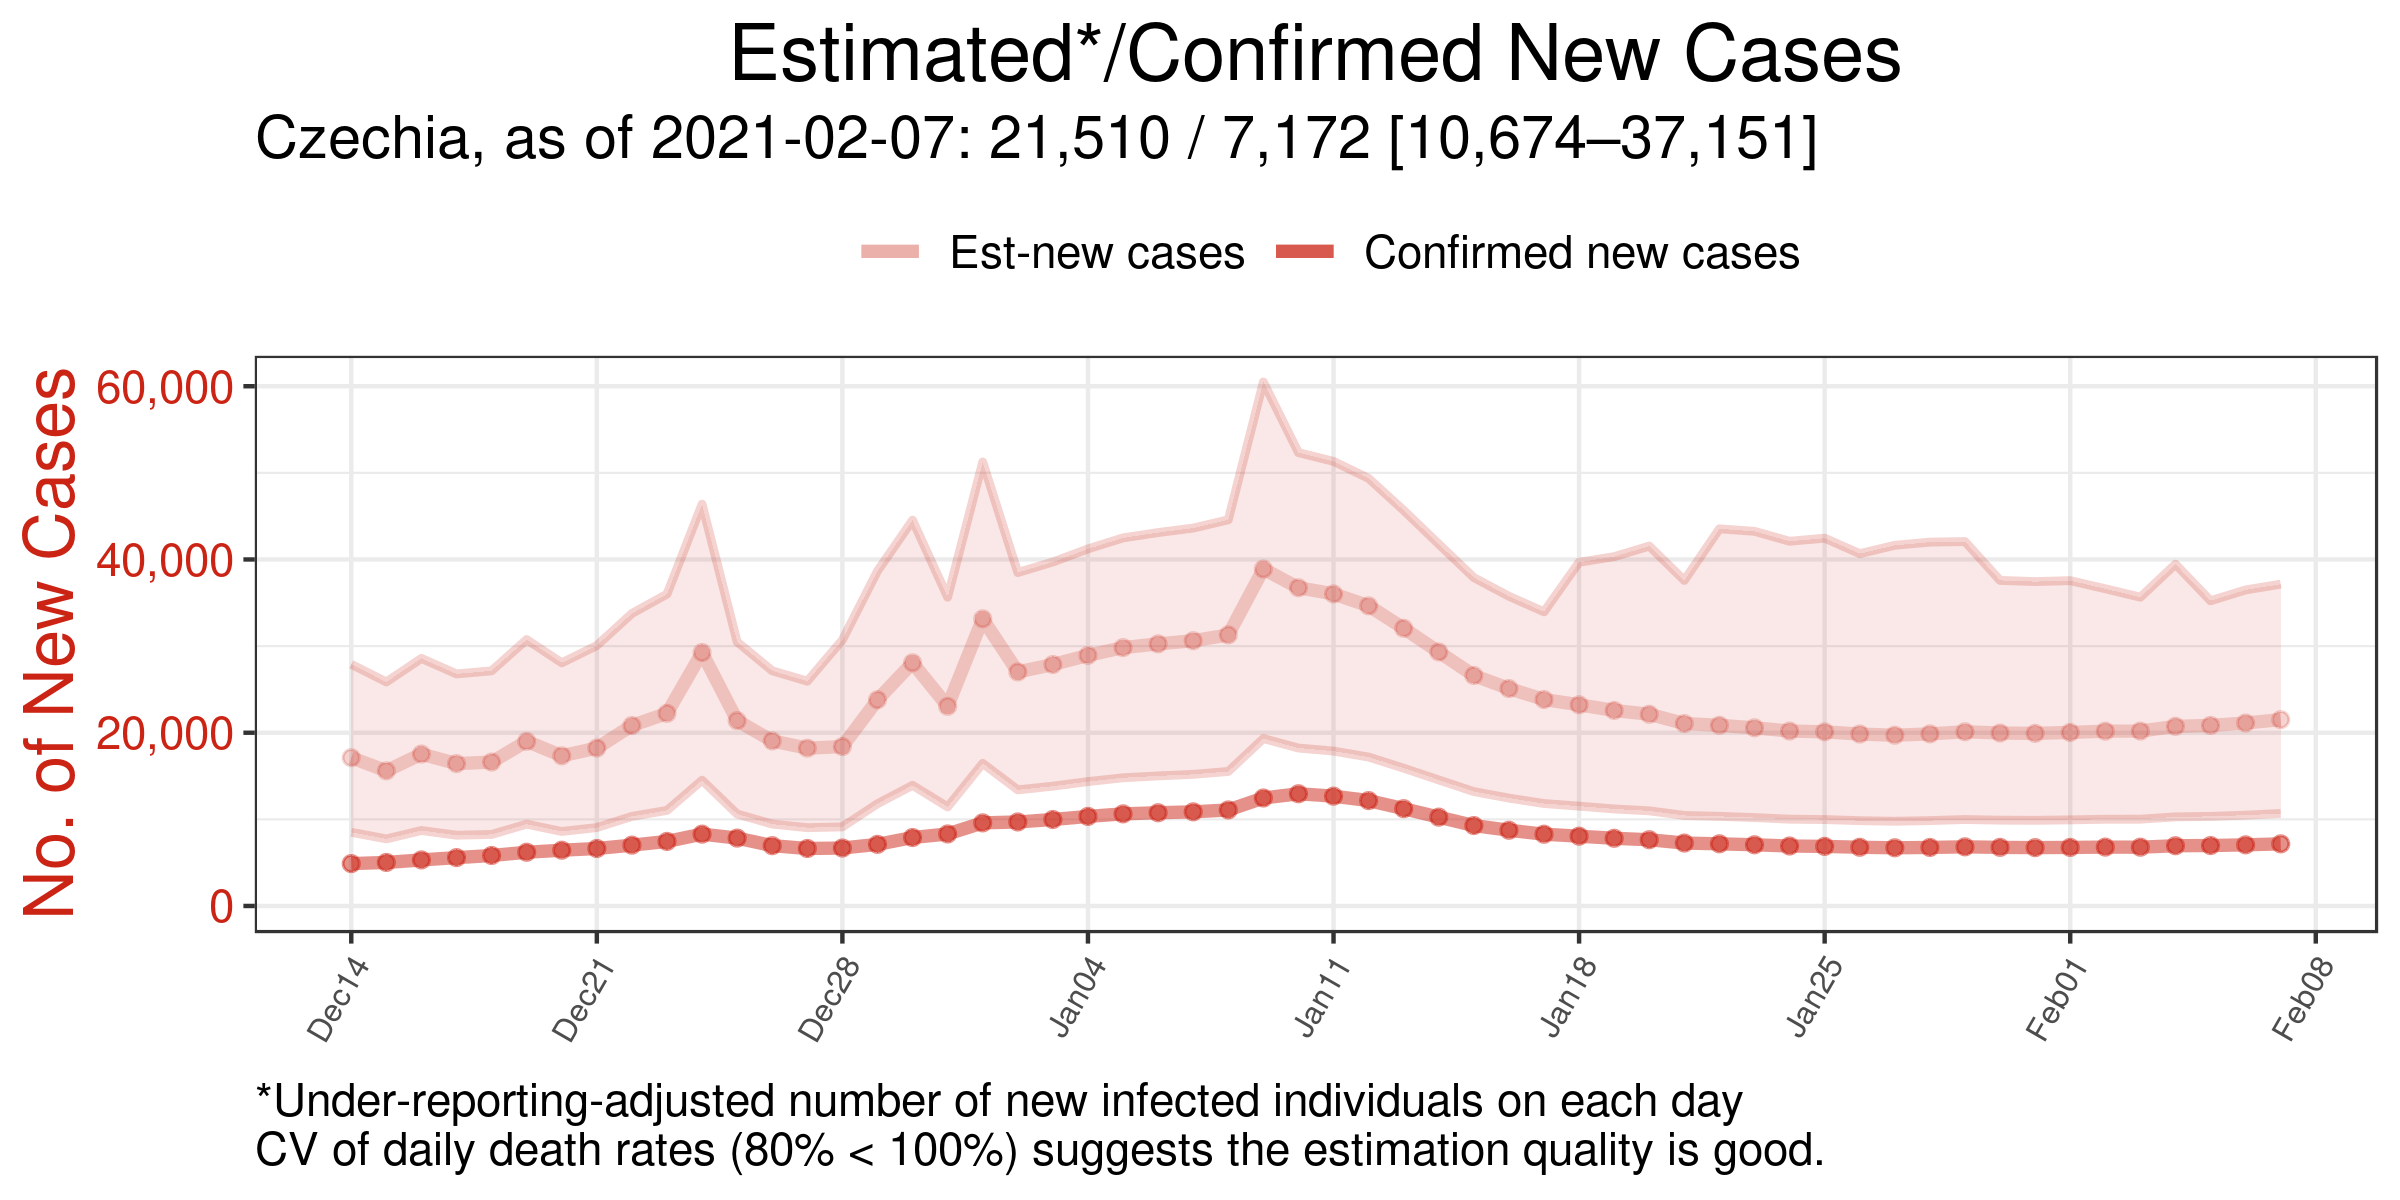 Estimated*/Confirmed New Cases
Czechia, as of 2021-02-07: 21,510 / 7,172 [10,674–37,151]
Est-new cases Confirmed new cases
No. of New Cases
60,000
40,000
20,000
0
Dec14 Dec21 Dec28 Jan04 Jan11 Jan18 Jan25 Feb01 Feb08
*Under-reporting-adjusted number of new infected individuals on each day
CV of daily death rates (80% < 100%) suggests the estimation quality is good.